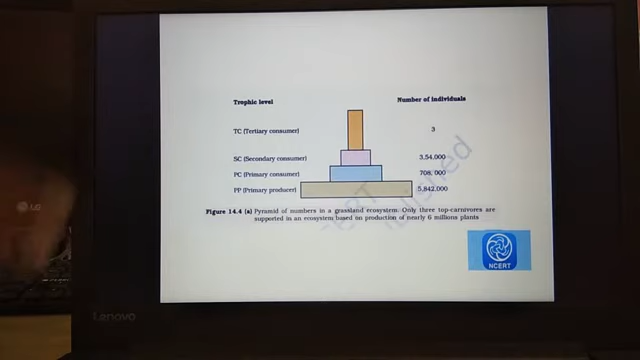 Trophic level Number of individuals
TC (Tertiary consumer) 3
SC (Secondary consumer) 3,54,000
PC (Primary consumer) 708, 000
PP (Primary producer) 5,842,000
Figure 14.4 (a) Pyramid of numbers in a grassland ecosystem. Only three top-carnivores are
supported in an ecosystem based on production of nearly 6 millions plants
NCERT
LG
Lenovo